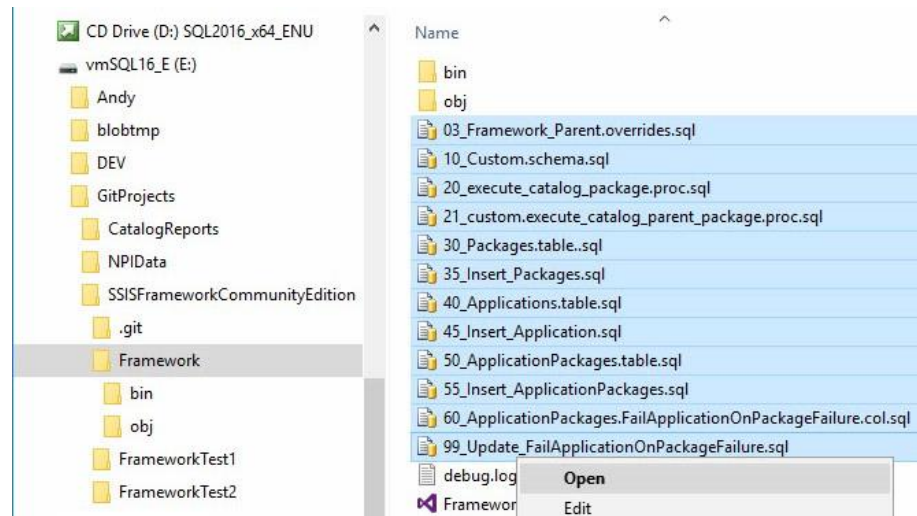 CD Drive (D:) SQL2016_x64_ENU
vmSQL16_E (E:)
Andy
blobtmp
DEV
GitProjects
CatalogReports
NPIData
SSISFrameworkCommunityEdition
.git
Framework
bin
obj
FrameworkTest1
FrameworkTest2
Name
bin
obj
03_Framework_Parent.overrides.sql
10_Custom.schema.sql
20_execute_catalog_package.proc.sql
21_custom.execute_catalog_parent_package.proc.sql
30_Packages.table..sql
35_Insert_Packages.sql
40_Applications.table.sql
45_Insert_Application.sql
50_ApplicationPackages.table.sql
55_Insert_ApplicationPackages.sql
60_ApplicationPackages.FailApplicationOnPackageFailure.col.sql
99_Update_FailApplicationOnPackageFailure.sql
debug.log
Framewor
Open
Edit